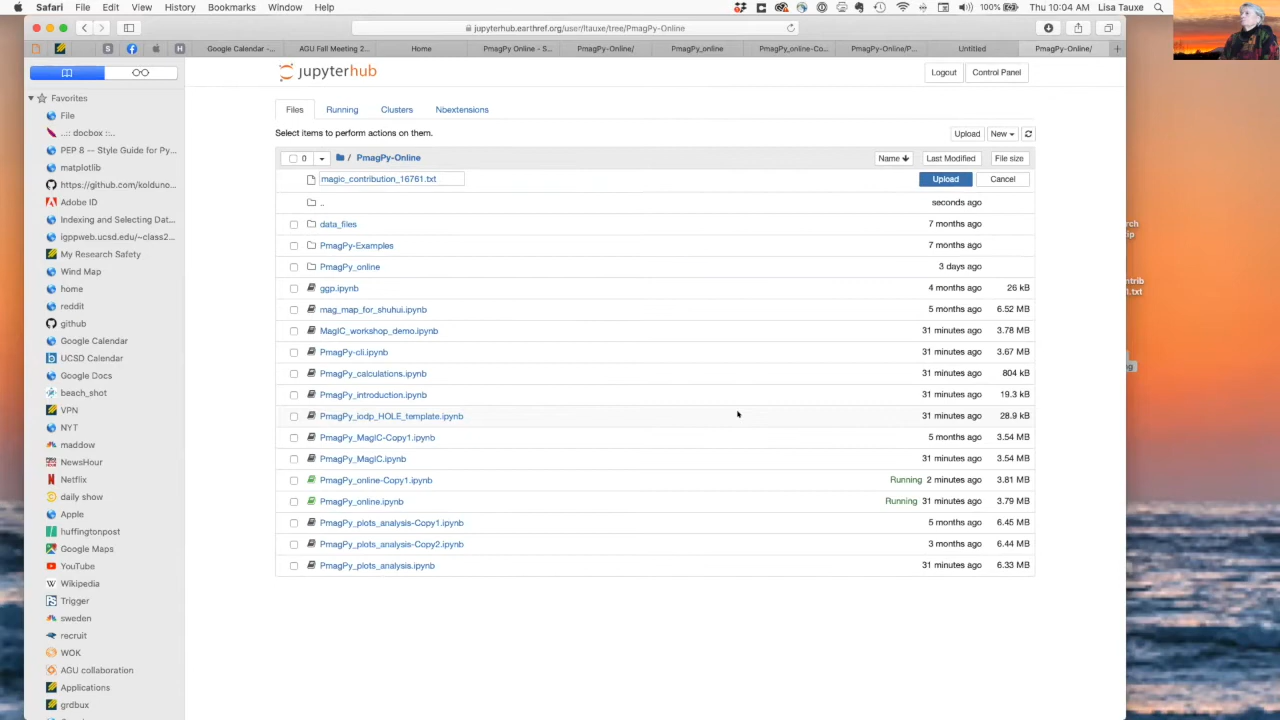 Safari File Edit View History Bookmarks Window Help 100% Lisa Tauxe
jupyterhub.earthref.org/user/ltauxe/tree/PmagPy-Online
S H Google Calendar -... AGU Fall Meeting 2... Home PmagPy Online - S... PmagPy-Online/ PmagPy_online PmagPy_online-Co... PmagPy-Online/P... Untitled PmagPy-Online/ +
jupyterhub
Logout Control Panel
Files Running Clusters Nbextensions
Select items to perform actions on them.
Upload New
0 / PmagPy-Online Name Last Modified File size
magic_contribution_16761.txt Upload Cancel
.. seconds ago
data_files 7 months ago
PmagPy-Examples 7 months ago
PmagPy_online 3 days ago
ggp.ipynb 4 months ago 26 kB
mag_map_for_shuhui.ipynb 5 months ago 6.52 MB
MagIC_workshop_demo.ipynb 31 minutes ago 3.78 MB
PmagPy-cli.ipynb 31 minutes ago 3.67 MB
PmagPy_calculations.ipynb 31 minutes ago 804 kB
PmagPy_introduction.ipynb 31 minutes ago 19.3 kB
PmagPy_iodp_HOLE_template.ipynb 31 minutes ago 28.9 kB
PmagPy_MagIC-Copy1.ipynb 5 months ago 3.54 MB
PmagPy_MagIC.ipynb 31 minutes ago 3.54 MB
PmagPy_online-Copy1.ipynb Running 2 minutes ago 3.81 MB
PmagPy_online.ipynb Running 31 minutes ago 3.79 MB
PmagPy_plots_analysis-Copy1.ipynb 5 months ago 6.45 MB
PmagPy_plots_analysis-Copy2.ipynb 3 months ago 6.44 MB
PmagPy_plots_analysis.ipynb 31 minutes ago 6.33 MB
Favorites
File
..:: docbox ::..
PEP 8 -- Style Guide for Py...
matplotlib
https://github.com/kolduno...
Adobe ID
Indexing and Selecting Dat...
igppweb.ucsd.edu/~class2...
My Research Safety
Wind Map
home
reddit
github
Google Calendar
UCSD Calendar
Google Docs
beach_shot
VPN
NYT
maddow
NewsHour
Netflix
daily show
Apple
huffingtonpost
Google Maps
YouTube
Wikipedia
Trigger
sweden
recruit
WOK
AGU collaboration
Applications
grdbux
rch
ip
ntrib
1.txt